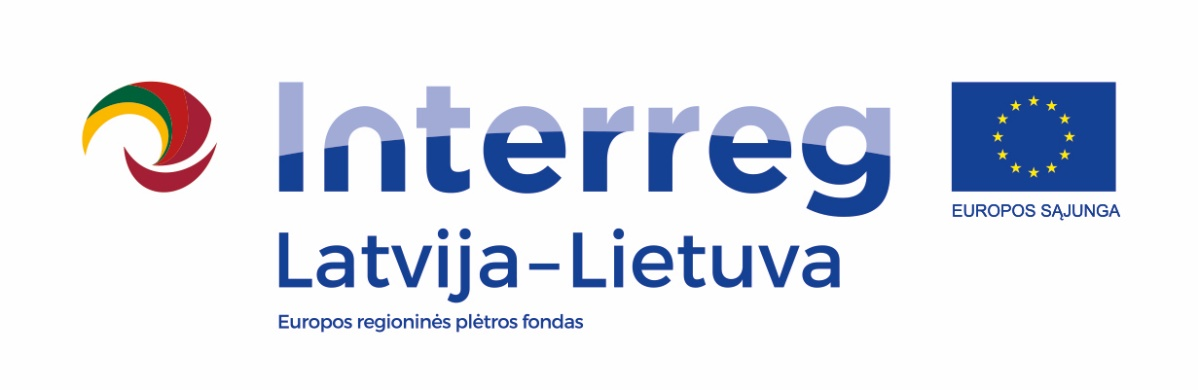 Interreg
EUROPOS SĄJUNGA
Latvija–Lietuva
Europos regioninės plėtros fondas